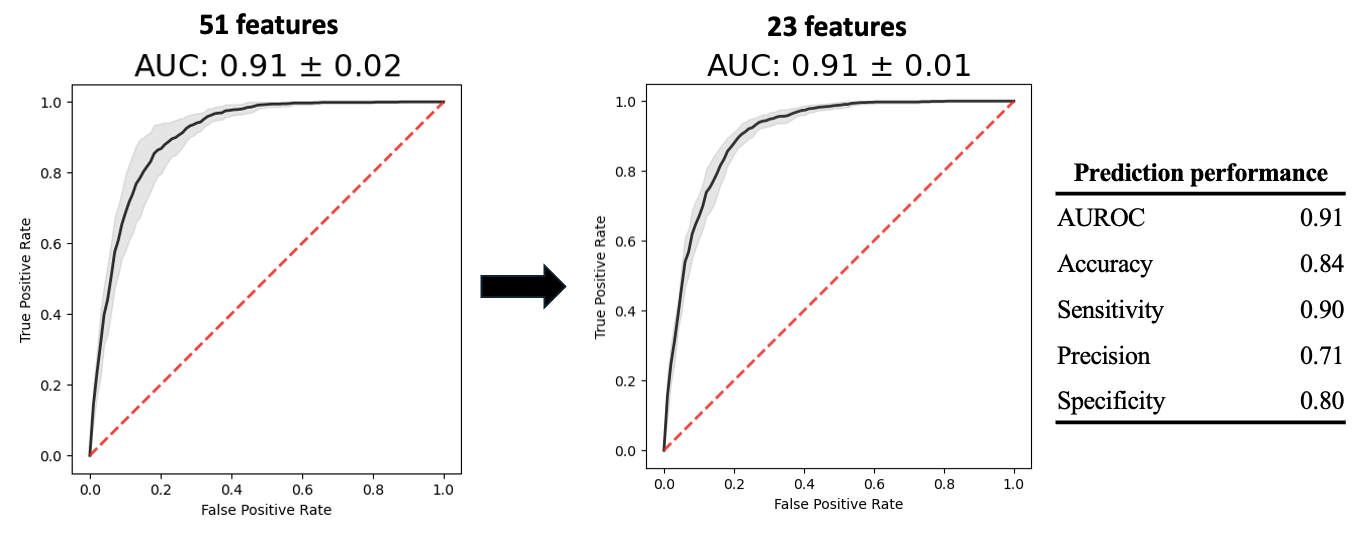 51 features
AUC: 0.91 ± 0.02
1.0
0.8
0.6
0.4
0.2
0.0
True Positive Rate
0.0 0.2 0.4 0.6 0.8 1.0
False Positive Rate
23 features
AUC: 0.91 ± 0.01
1.0
0.8
0.6
0.4
0.2
0.0
True Positive Rate
0.0 0.2 0.4 0.6 0.8 1.0
False Positive Rate
Prediction performance
AUROC 0.91
Accuracy 0.84
Sensitivity 0.90
Precision 0.71
Specificity 0.80